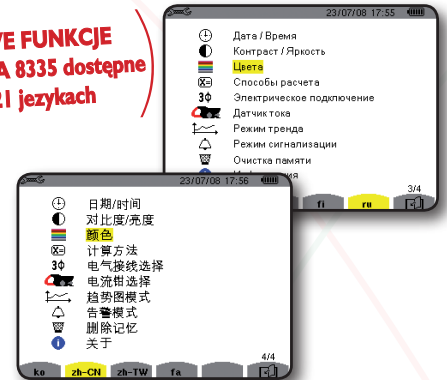 FUNKCJE
A 8335 dostępne
21 jezykach
23/07/08 17:55
Дата / Время
Контраст / Яркость
Цвета
Способы расчета
3Φ Электрическое подключение
Датчик тока
Режим тренда
Режим сигнализации
Очистка памяти
3/4
fi ru
23/07/08 17:56
日期/时间
对比度/亮度
颜色
计算方法
3Φ 电气接线选择
电流钳选择
趋势图模式
告警模式
删除记忆
关于
4/4
ko zh-CN zh-TW fa